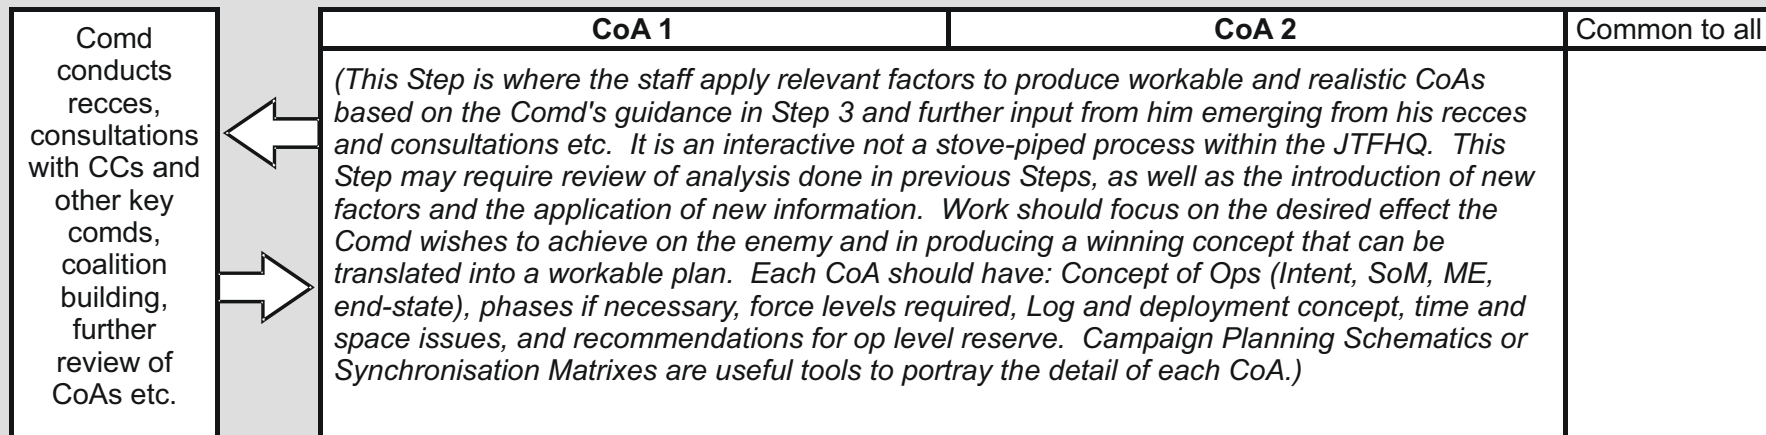 Comd
conducts
recces,
consultations
with CCs and
other key
comds,
coalition
building,
further
review of
CoAs etc.
CoA 1
CoA 2
Common to all
(This Step is where the staff apply relevant factors to produce workable and realistic CoAs
based on the Comd's guidance in Step 3 and further input from him emerging from his recces
and consultations etc.  It is an interactive not a stove-piped process within the JTFHQ.  This
Step may require review of analysis done in previous Steps, as well as the introduction of new
factors and the application of new information.  Work should focus on the desired effect the
Comd wishes to achieve on the enemy and in producing a winning concept that can be
translated into a workable plan.  Each CoA should have: Concept of Ops (Intent, SoM, ME,
end-state), phases if necessary, force levels required, Log and deployment concept, time and
space issues, and recommendations for op level reserve.  Campaign Planning Schematics or
Synchronisation Matrixes are useful tools to portray the detail of each CoA.)